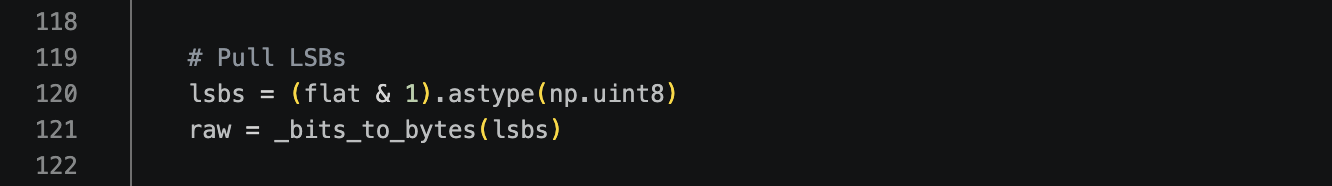 118
119 # Pull LSBs
120 lsbs = (flat & 1).astype(np.uint8)
121 raw = _bits_to_bytes(lsbs)
122